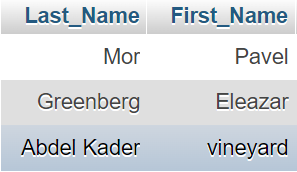 Last_Name First_Name
Mor Pavel
Greenberg Eleazar
Abdel Kader vineyard